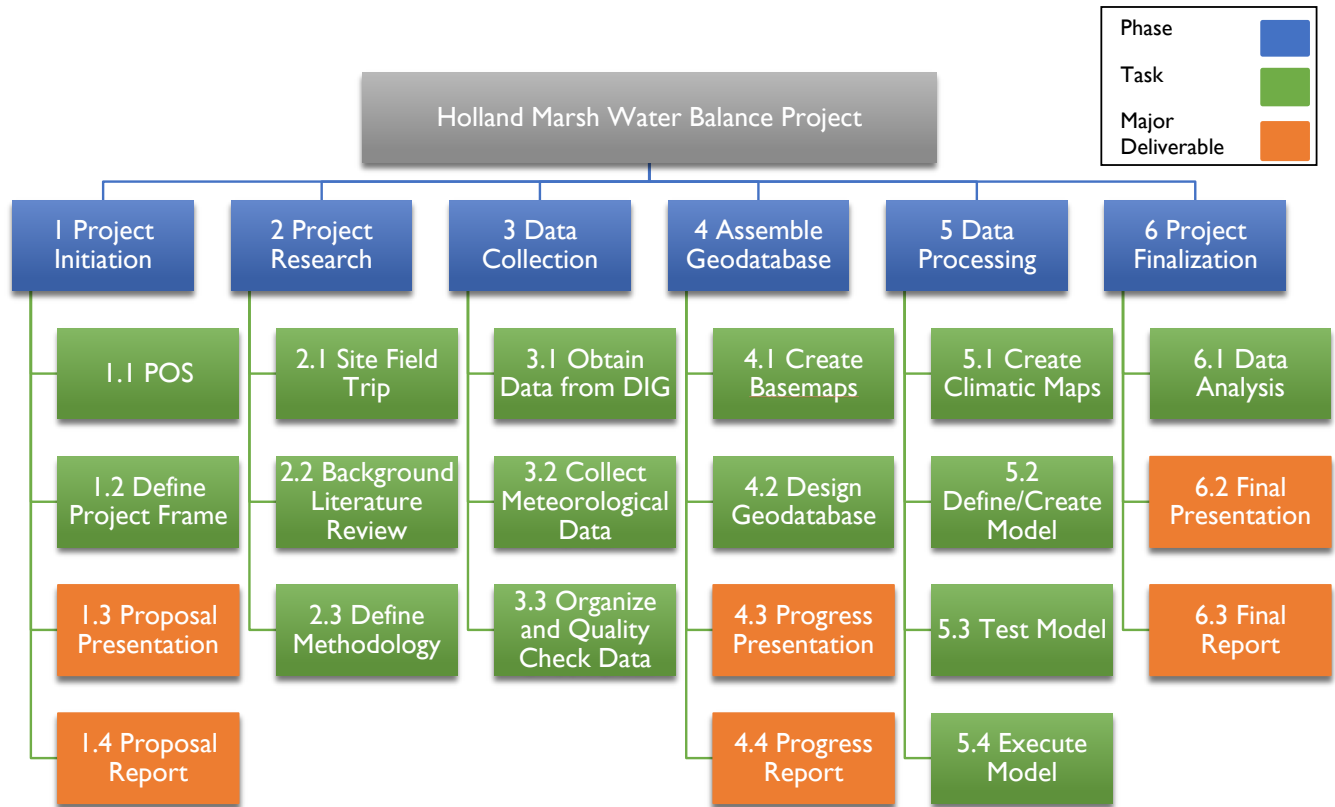 Phase
Task
Major
Deliverable
Holland Marsh Water Balance Project
1 Project
Initiation
2 Project
Research
3 Data
Collection
4 Assemble
Geodatabase
5 Data
Processing
6 Project
Finalization
1.1 POS
2.1 Site Field
Trip
3.1 Obtain
Data from DIG
4.1 Create
Basemaps
5.1 Create
Climatic Maps
6.1 Data
Analysis
1.2 Define
Project Frame
2.2 Background
Literature
Review
3.2 Collect
Meteorological
Data
4.2 Design
Geodatabase
5.2
Define/Create
Model
6.2 Final
Presentation
1.3 Proposal
Presentation
2.3 Define
Methodology
3.3 Organize
and Quality
Check Data
4.3 Progress
Presentation
5.3 Test Model
6.3 Final
Report
1.4 Proposal
Report
4.4 Progress
Report
5.4 Execute
Model